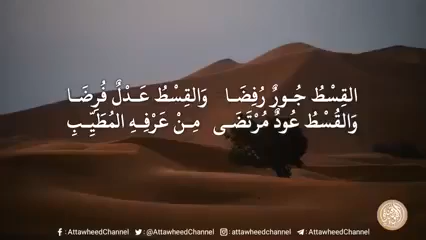 القِسْطُ جُورٌ رُفِضَا وَالقِسْطُ عَدْلٌ فُرِضَا
وَالقُسْطُ عُودٌ مُرْتَضَى مِنْ عَرْفِهِ المُطَيِّبِ
/AttawheedChannel /@AttawheedChannel /AttawheedChannel /AttawheedChannel